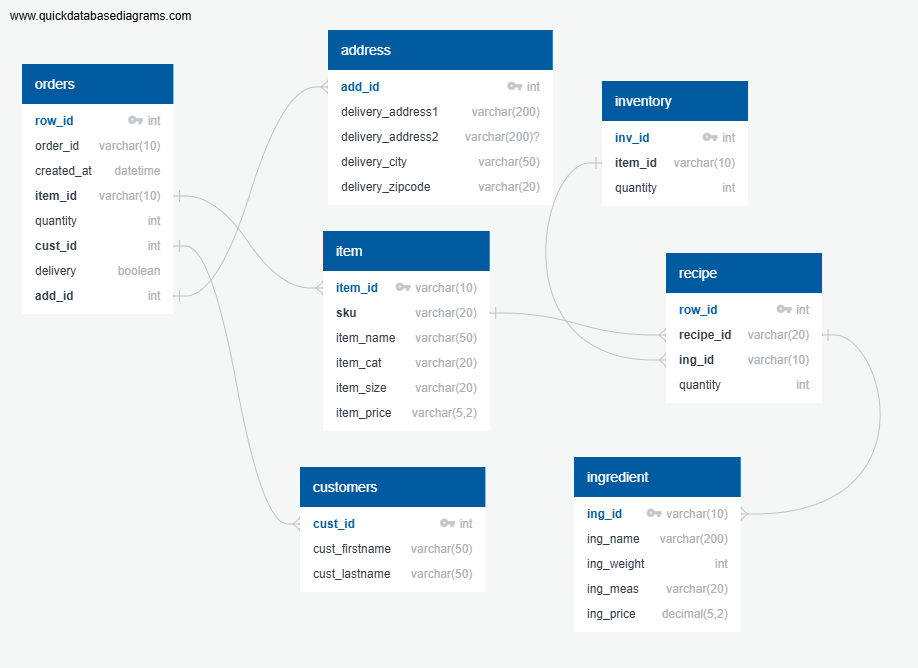 www.quickdatabasediagrams.com
orders
row_id int
order_id varchar(10)
created_at datetime
item_id varchar(10)
quantity int
cust_id int
delivery boolean
add_id int
address
add_id int
delivery_address1 varchar(200)
delivery_address2 varchar(200)?
delivery_city varchar(50)
delivery_zipcode varchar(20)
inventory
inv_id int
item_id varchar(10)
quantity int
item
item_id varchar(10)
sku varchar(20)
item_name varchar(50)
item_cat varchar(20)
item_size varchar(20)
item_price varchar(5,2)
recipe
row_id int
recipe_id varchar(20)
ing_id varchar(10)
quantity int
customers
cust_id int
cust_firstname varchar(50)
cust_lastname varchar(50)
ingredient
ing_id varchar(10)
ing_name varchar(200)
ing_weight int
ing_meas varchar(20)
ing_price decimal(5,2)